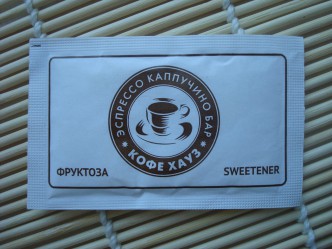 ЭСПРЕССО КАППУЧИНО БАР
★ КОФЕ ХАУЗ ★
ФРУКТОЗА
SWEETENER